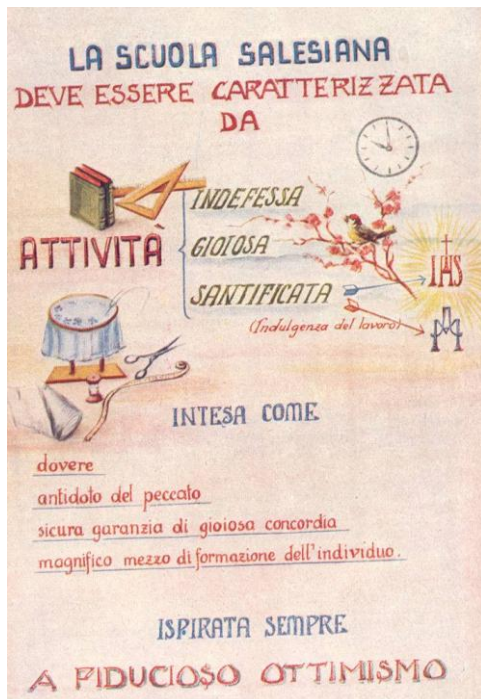 LA SCUOLA SALESIANA
DEVE ESSERE CARATTERIZZATA
DA
INDEFESSA
ATTIVITÀ
GIOIOSA
SANTIFICATA
(Indulgenza del lavoro)
IHS
INTESA COME
dovere
antidoto del peccato
sicura garanzia di gioiosa concordia
magnifico mezzo di formazione dell'individuo.
ISPIRATA SEMPRE
A FIDUCIOSO OTTIMISMO